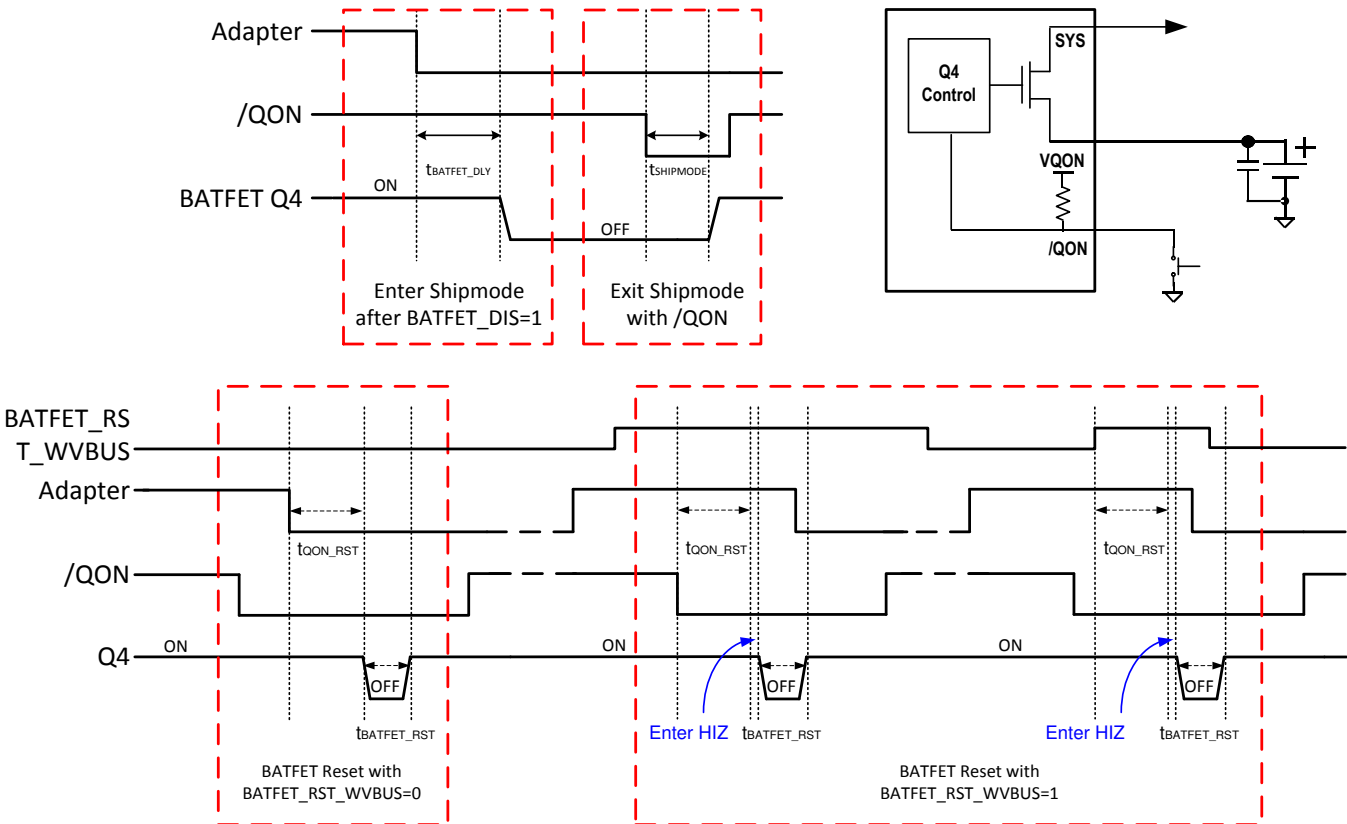 Adapter
/QON
tBATFET_DLY
tSHIPMODE
BATFET Q4
ON
OFF
Enter Shipmode
after BATFET_DIS=1
Exit Shipmode
with /QON
SYS
Q4
Control
VQON
+
/QON
BATFET_RS
T_WVBUS
Adapter
tQON_RST
tQON_RST
tQON_RST
/QON
Q4
ON
ON
ON
OFF
OFF
OFF
Enter HIZ
Enter HIZ
tBATFET_RST
tBATFET_RST
tBATFET_RST
BATFET Reset with
BATFET_RST_WVBUS=0
BATFET Reset with
BATFET_RST_WVBUS=1